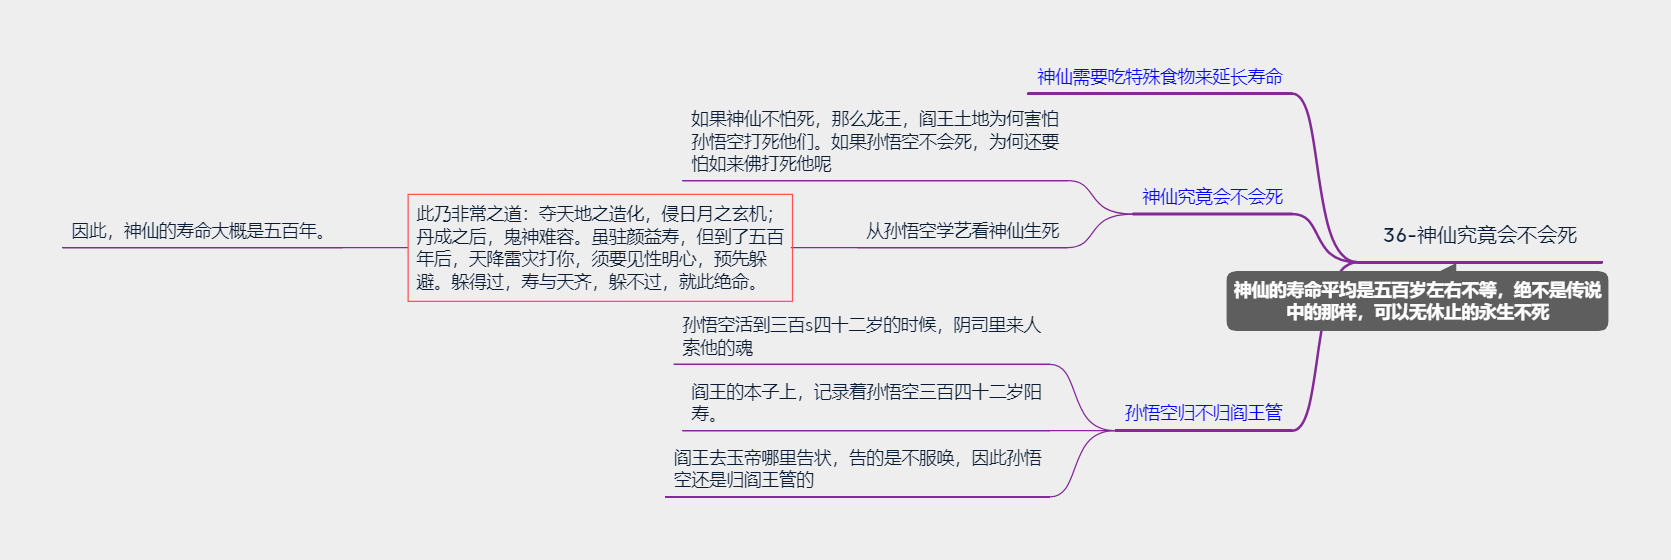 36-神仙究竟会不会死
神仙的寿命平均是五百岁左右不等，绝不是传说
中的那样，可以无休止的永生不死
神仙需要吃特殊食物来延长寿命
神仙究竟会不会死
如果神仙不怕死，那么龙王，阎王土地为何害怕
孙悟空打死他们。如果孙悟空不会死，为何还要
怕如来佛打死他呢
从孙悟空学艺看神仙生死
此乃非常之道：夺天地之造化，侵日月之玄机；
丹成之后，鬼神难容。虽驻颜益寿，但到了五百
年后，天降雷灾打你，须要见性明心，预先躲
避。躲得过，寿与天齐，躲不过，就此绝命。
因此，神仙的寿命大概是五百年。
孙悟空归不归阎王管
孙悟空活到三百s四十二岁的时候，阴司里来人
索他的魂
阎王的本子上，记录着孙悟空三百四十二岁阳
寿。
阎王去玉帝哪里告状，告的是不服唤，因此孙悟
空还是归阎王管的